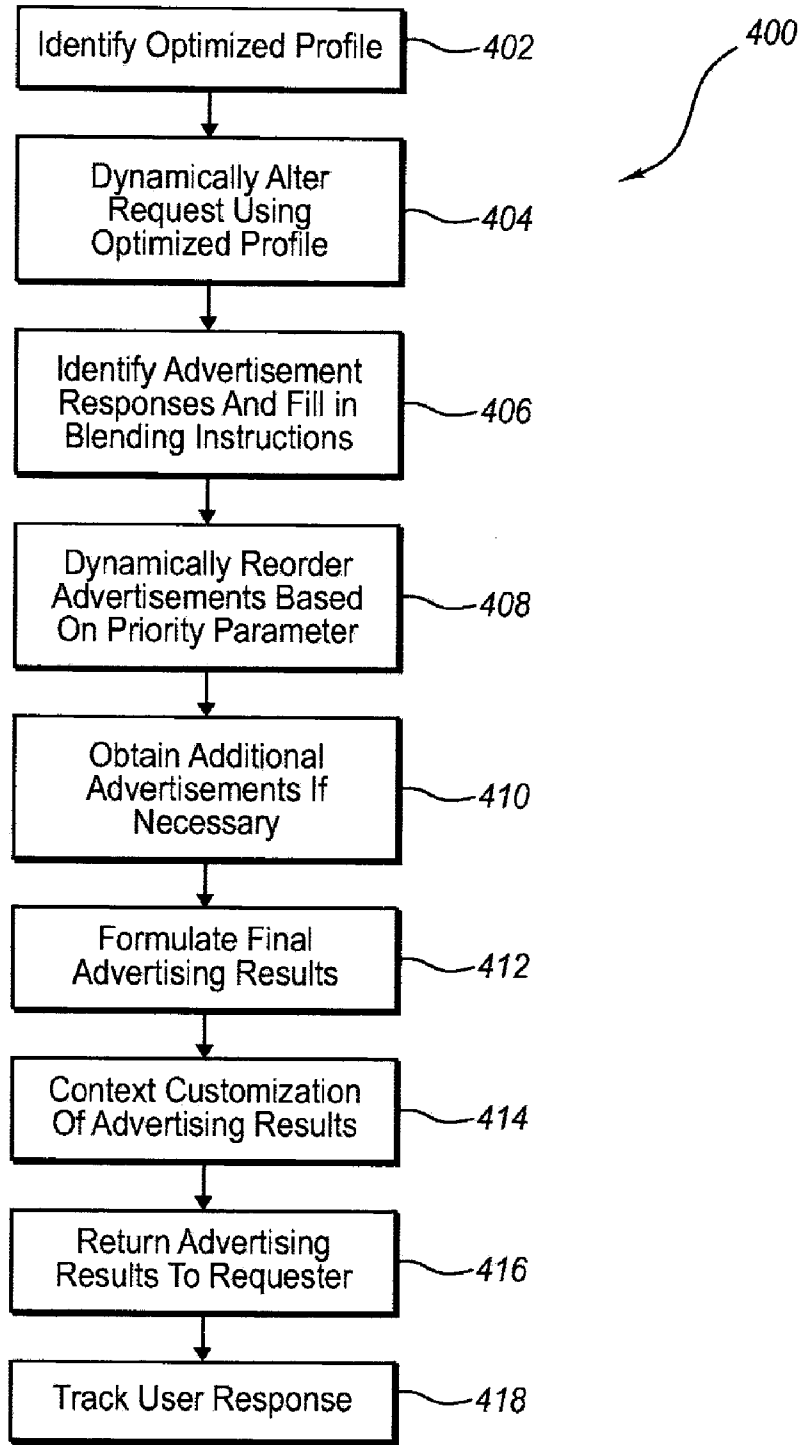 Identify Optimized Profile
402
400
Dynamically Alter
Request Using
Optimized Profile
404
Identify Advertisement
Responses And Fill in
Blending Instructions
406
Dynamically Reorder
Advertisements Based
On Priority Parameter
408
Obtain Additional
Advertisements If
Necessary
410
Formulate Final
Advertising Results
412
Context Customization
Of Advertising Results
414
Return Advertising
Results To Requester
416
Track User Response
418